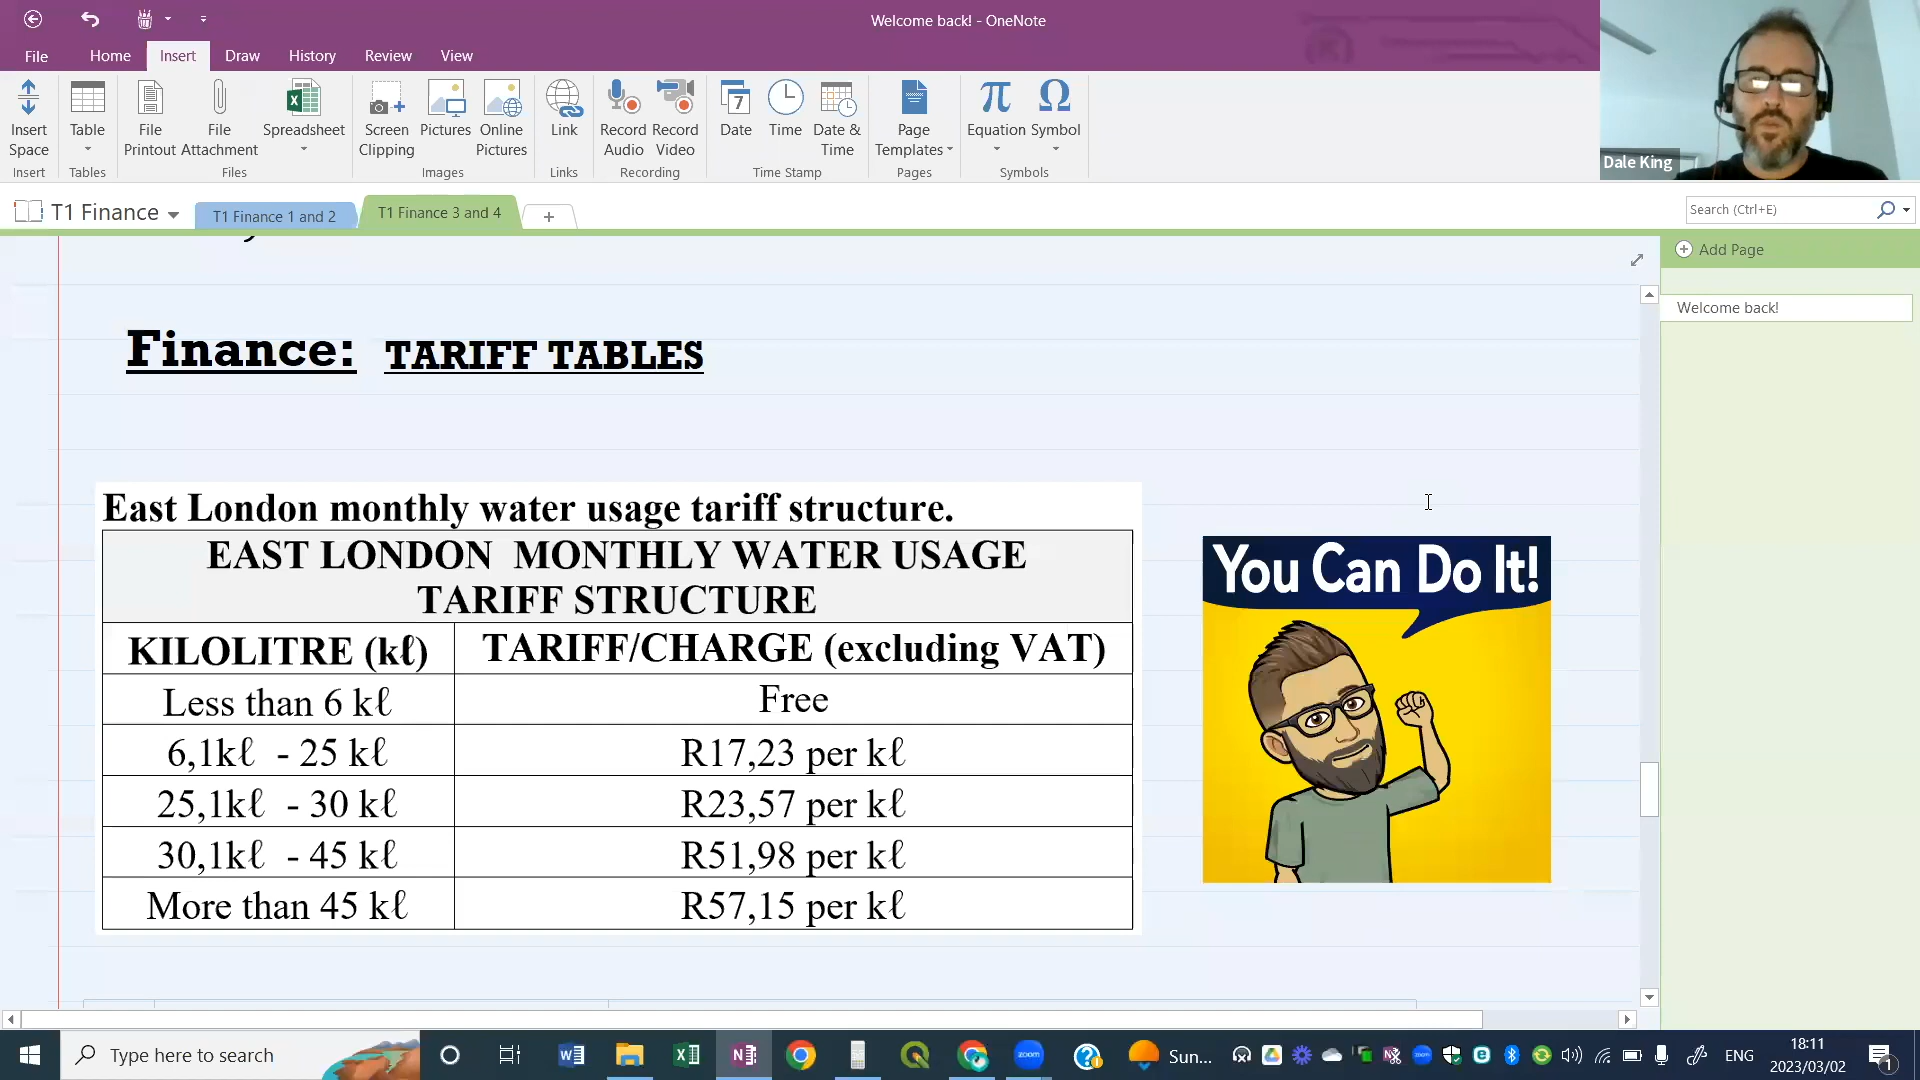 Welcome back! - OneNote
File Home Insert Draw History Review View
Insert Space
Table
File Printout
File Attachment
Spreadsheet
Screen Clipping
Pictures
Online Pictures
Link
Record Audio
Record Video
Date
Time
Date & Time
Page Templates
Equation
Symbol
Insert Tables Files Images Links Recording Time Stamp Pages Symbols
Dale King
T1 Finance
T1 Finance 1 and 2
T1 Finance 3 and 4
Search (Ctrl+E)
Add Page
Welcome back!
Finance: TARIFF TABLES
East London monthly water usage tariff structure.
EAST LONDON MONTHLY WATER USAGE
TARIFF STRUCTURE
KILOLITRE (kℓ) TARIFF/CHARGE (excluding VAT)
Less than 6 kℓ Free
6,1kℓ - 25 kℓ R17,23 per kℓ
25,1kℓ - 30 kℓ R23,57 per kℓ
30,1kℓ - 45 kℓ R51,98 per kℓ
More than 45 kℓ R57,15 per kℓ
You Can Do It!
Type here to search
zoom
Sun...
ENG
18:11
2023/03/02
1